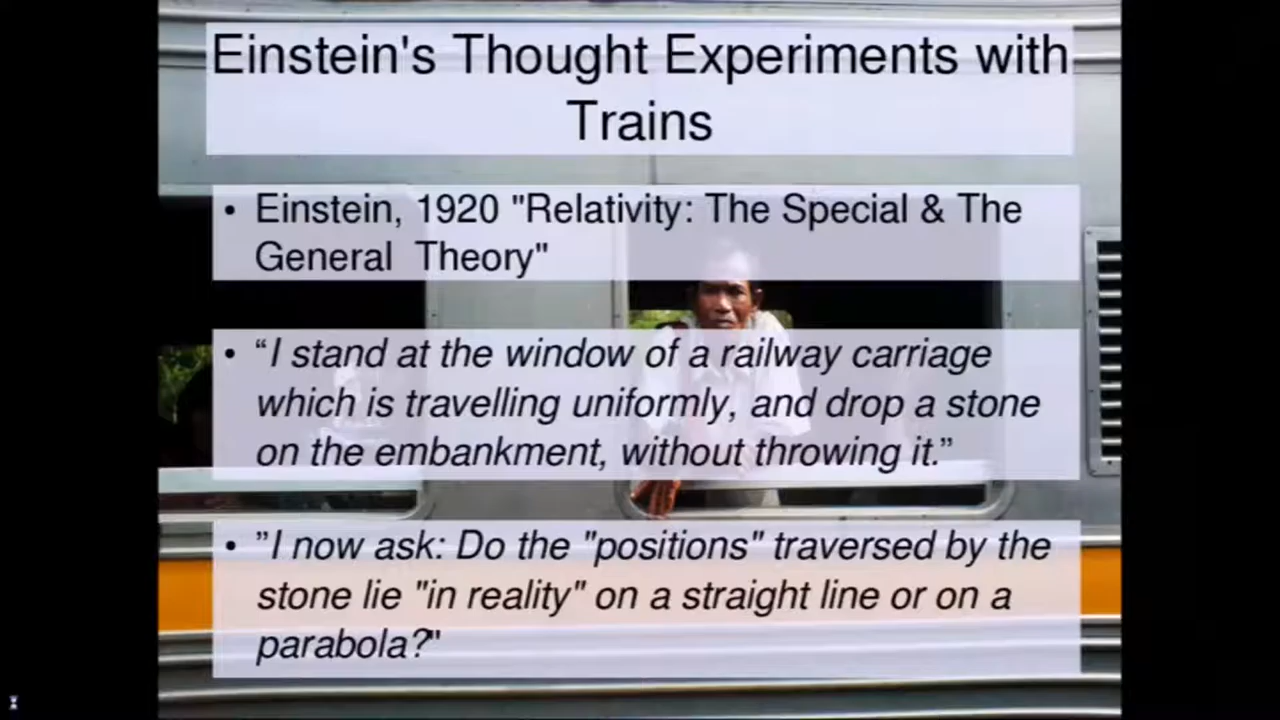 Einstein's Thought Experiments with
Trains
• Einstein, 1920 "Relativity: The Special & The
General Theory"
• “I stand at the window of a railway carriage
which is travelling uniformly, and drop a stone
on the embankment, without throwing it.”
• ”I now ask: Do the "positions" traversed by the
stone lie "in reality" on a straight line or on a
parabola?"